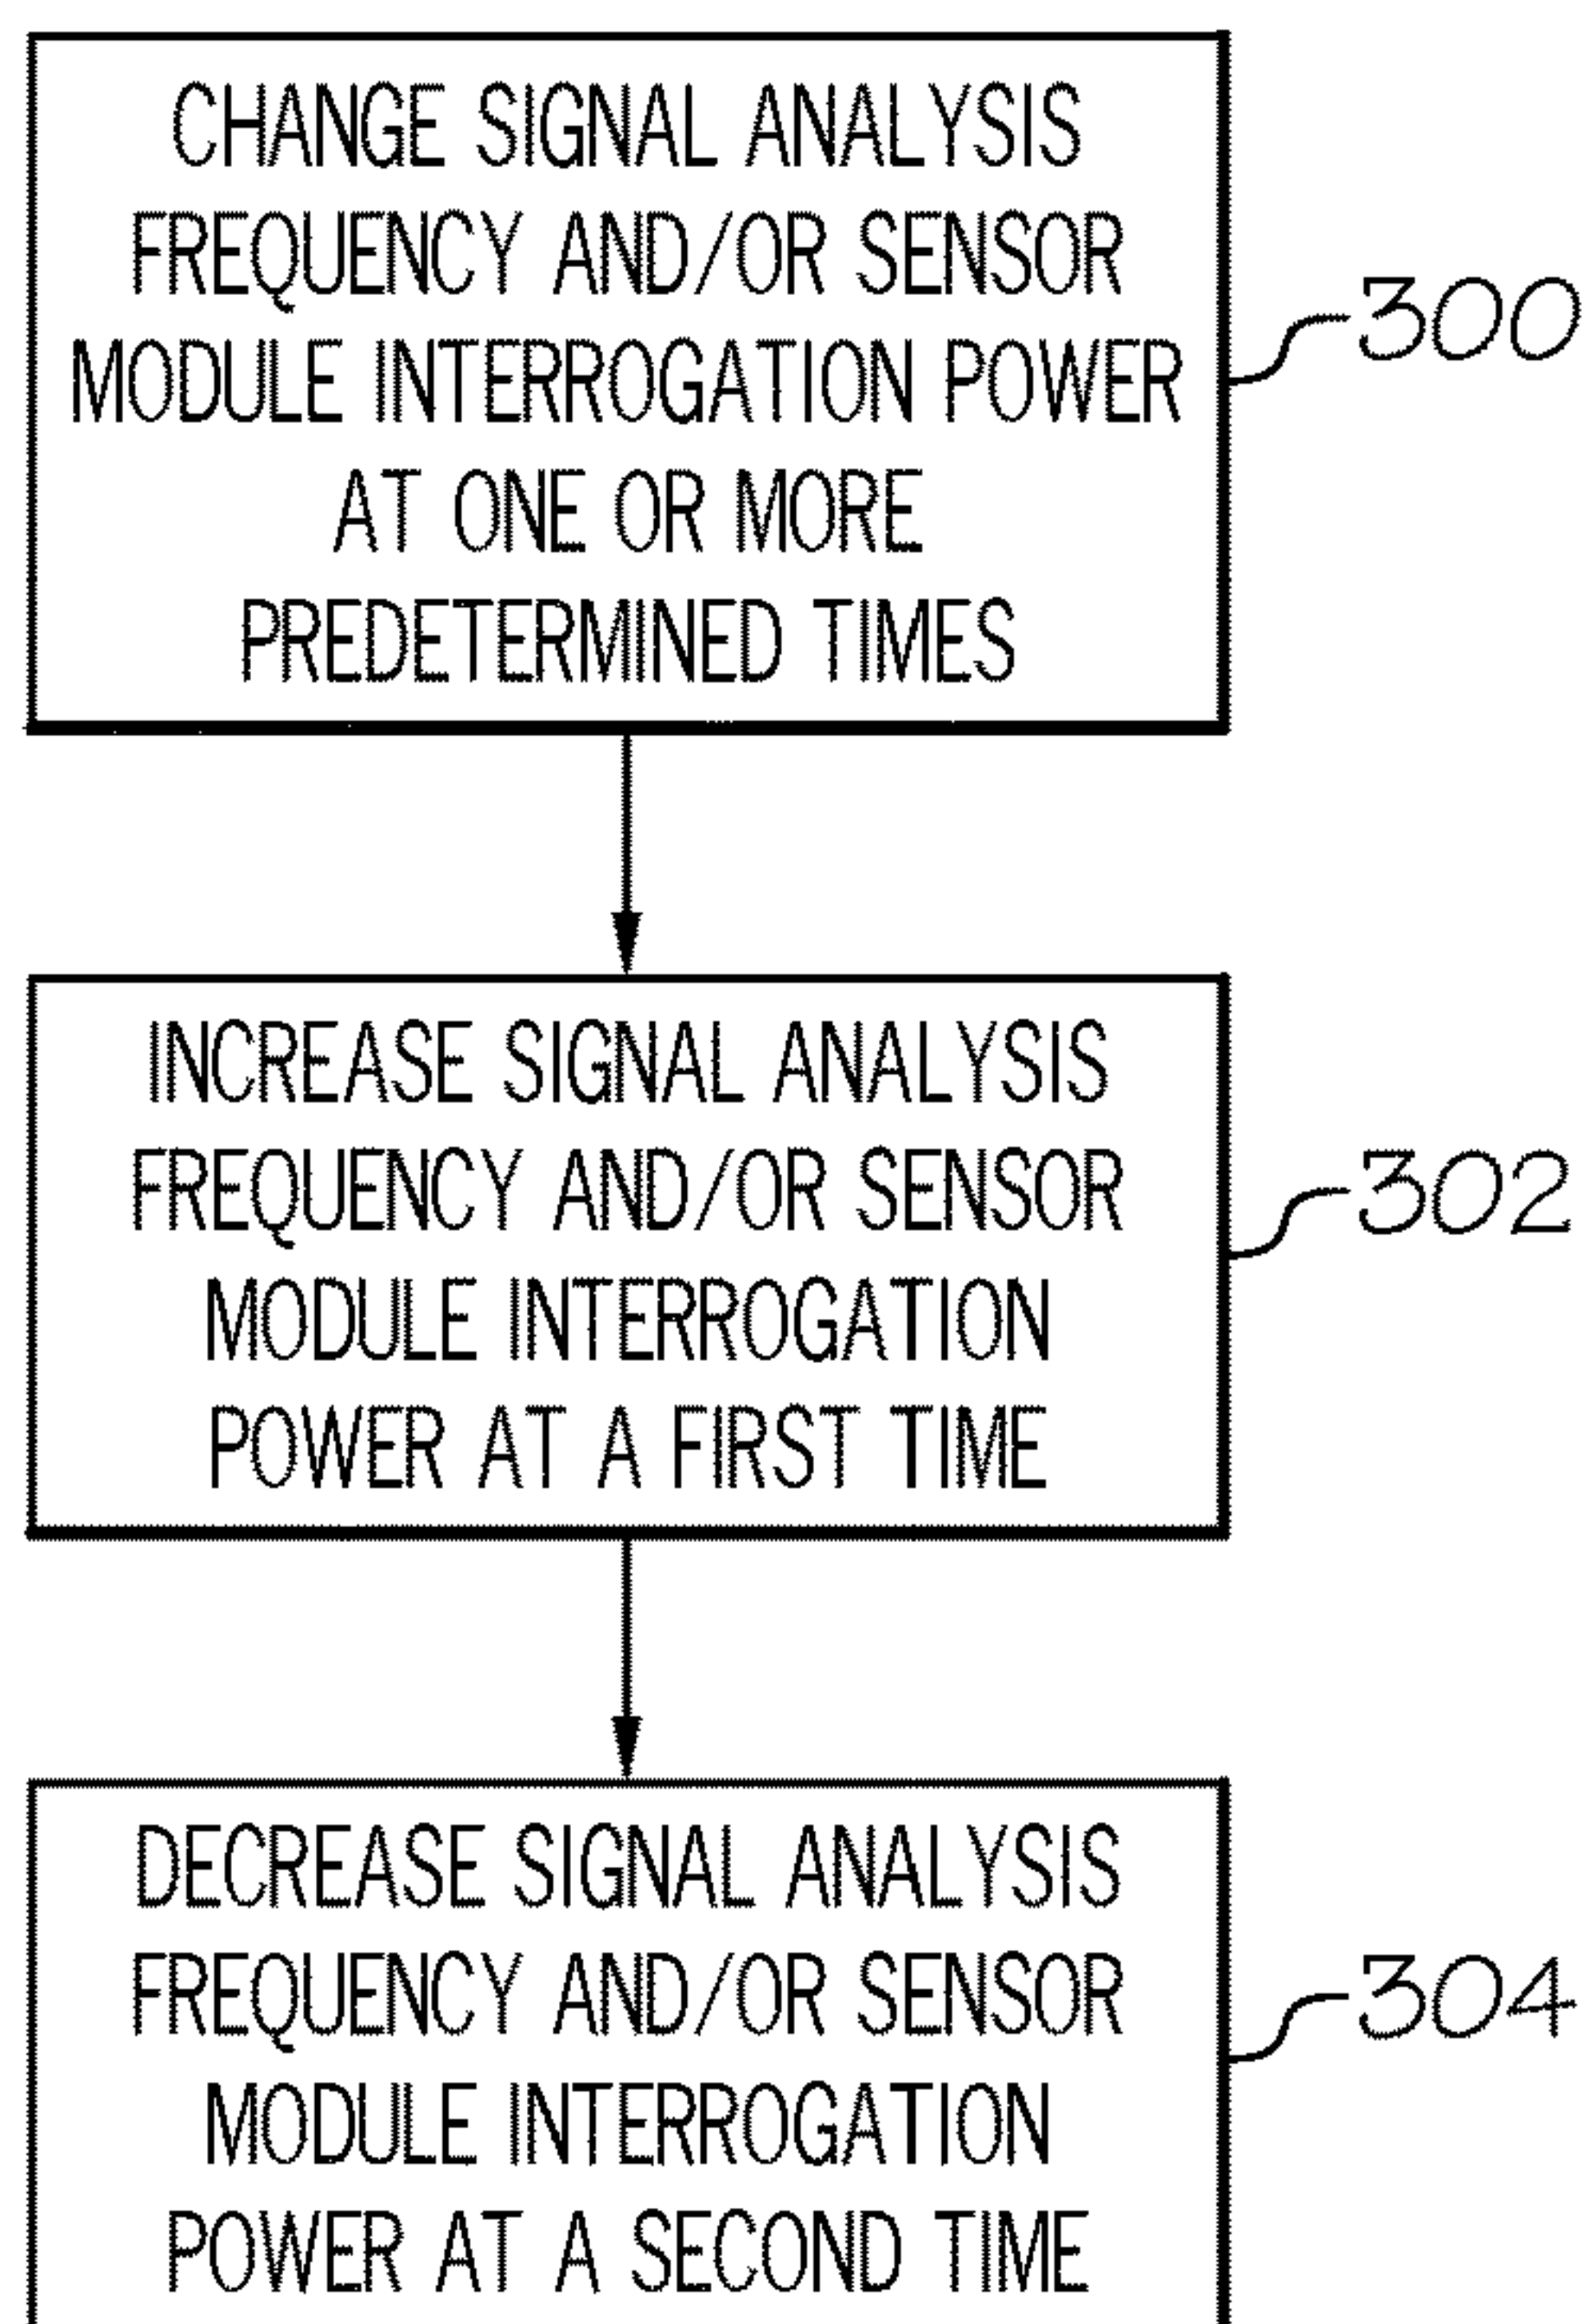 CHANGE SIGNAL ANALYSIS
FREQUENCY AND/OR SENSOR
MODULE INTERROGATION POWER
AT ONE OR MORE
PREDETERMINED TIMES
300
INCREASE SIGNAL ANALYSIS
FREQUENCY AND/OR SENSOR
MODULE INTERROGATION
POWER AT A FIRST TIME
302
DECREASE SIGNAL ANALYSIS
FREQUENCY AND/OR SENSOR
MODULE INTERROGATION
POWER AT A SECOND TIME
304